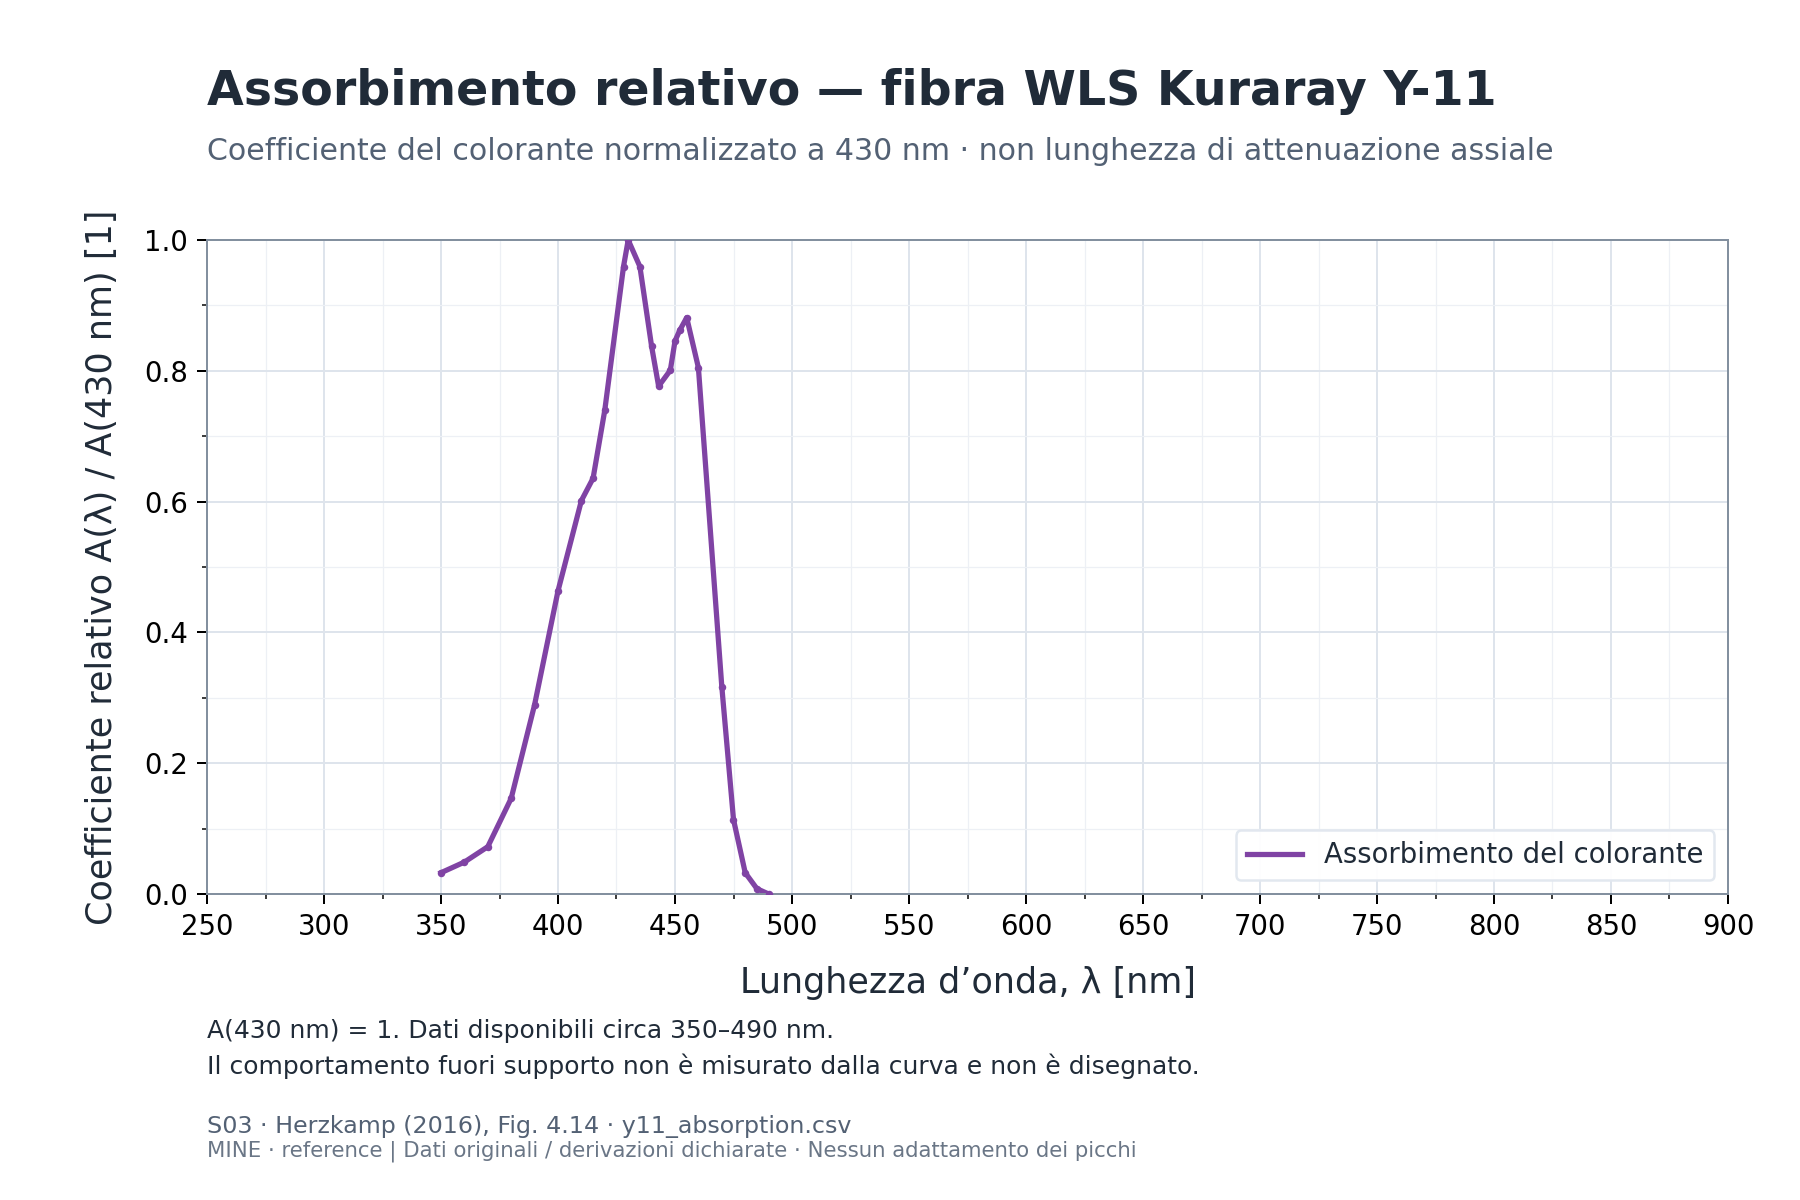 Assorbimento relativo — fibra WLS Kuraray Y-11
Coefficiente del colorante normalizzato a 430 nm · non lunghezza di attenuazione assiale
Coefficiente relativo A(λ) / A(430 nm) [1]
1.0
0.8
0.6
0.4
0.2
0.0
Assorbimento del colorante
250 300 350 400 450 500 550 600 650 700 750 800 850 900
Lunghezza d’onda, λ [nm]
A(430 nm) = 1. Dati disponibili circa 350–490 nm.
Il comportamento fuori supporto non è misurato dalla curva e non è disegnato.
S03 · Herzkamp (2016), Fig. 4.14 · y11_absorption.csv
MINE · reference | Dati originali / derivazioni dichiarate · Nessun adattamento dei picchi